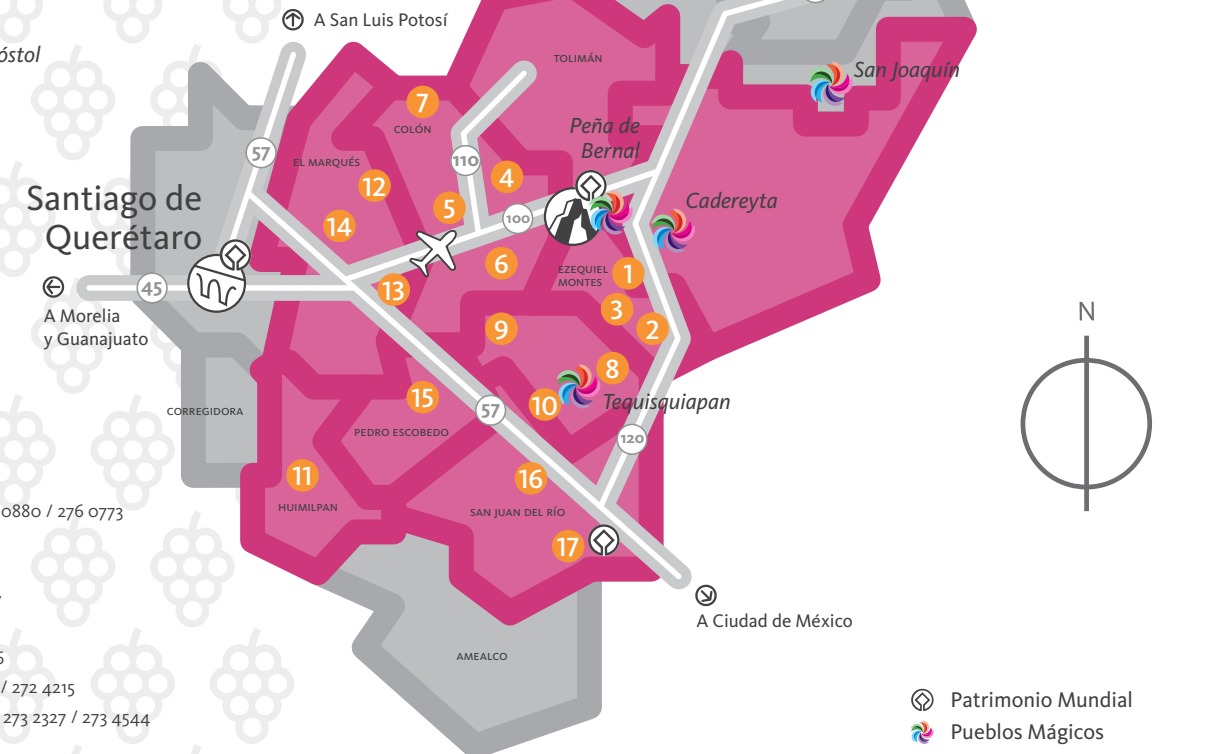 A San Luis Potosí
óstol
TOLIMÁN
San Joaquín
7
COLÓN
Peña de
Bernal
57
EL MARQUÉS
110
4
12
Santiago de
Querétaro
5
100
Cadereyta
14
6
EZEQUIEL
MONTES
1
45
13
A Morelia
y Guanajuato
3
9
2
N
8
15
10
Tequisquiapan
57
CORREGIDORA
PEDRO ESCOBEDO
120
11
16
HUIMILPAN
SAN JUAN DEL RÍO
0880 / 276 0773
17
A Ciudad de México
AMEALCO
/ 272 4215
273 2327 / 273 4544
Patrimonio Mundial
Pueblos Mágicos